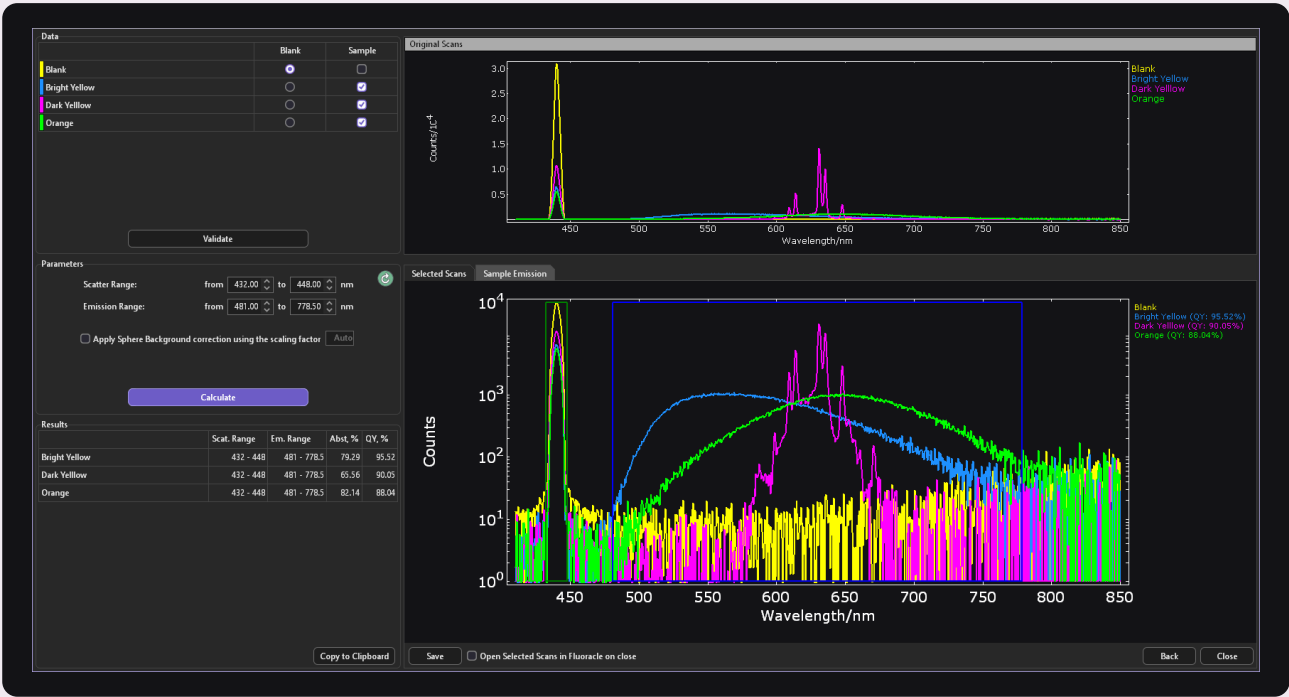 Data
Blank Sample
Blank
Bright Yellow
Dark Yelllow
Orange
Validate
Parameters
Scatter Range: from 432.00 to 448.00 nm
Emission Range: from 481.00 to 778.50 nm
Apply Sphere Background correction using the scaling factor Auto
Calculate
Results
Scat. Range Em. Range Abst, % QY, %
Bright Yellow 432 - 448 481 - 778.5 79.29 95.52
Dark Yelllow 432 - 448 481 - 778.5 65.56 90.05
Orange 432 - 448 481 - 778.5 82.14 88.04
Copy to Clipboard
Original Scans
3.0
2.5
2.0
1.5
1.0
0.5
Counts/1C⁴
450 500 550 600 650 700 750 800 850
Wavelength/nm
Blank
Bright Yellow
Dark Yelllow
Orange
Selected Scans Sample Emission
10⁴
10³
10²
10¹
10⁰
Counts
450 500 550 600 650 700 750 800 850
Wavelength/nm
Blank
Bright Yellow (QY: 95.52%)
Dark Yelllow (QY: 90.05%)
Orange (QY: 88.04%)
Save Open Selected Scans in Fluoracle on close Back Close